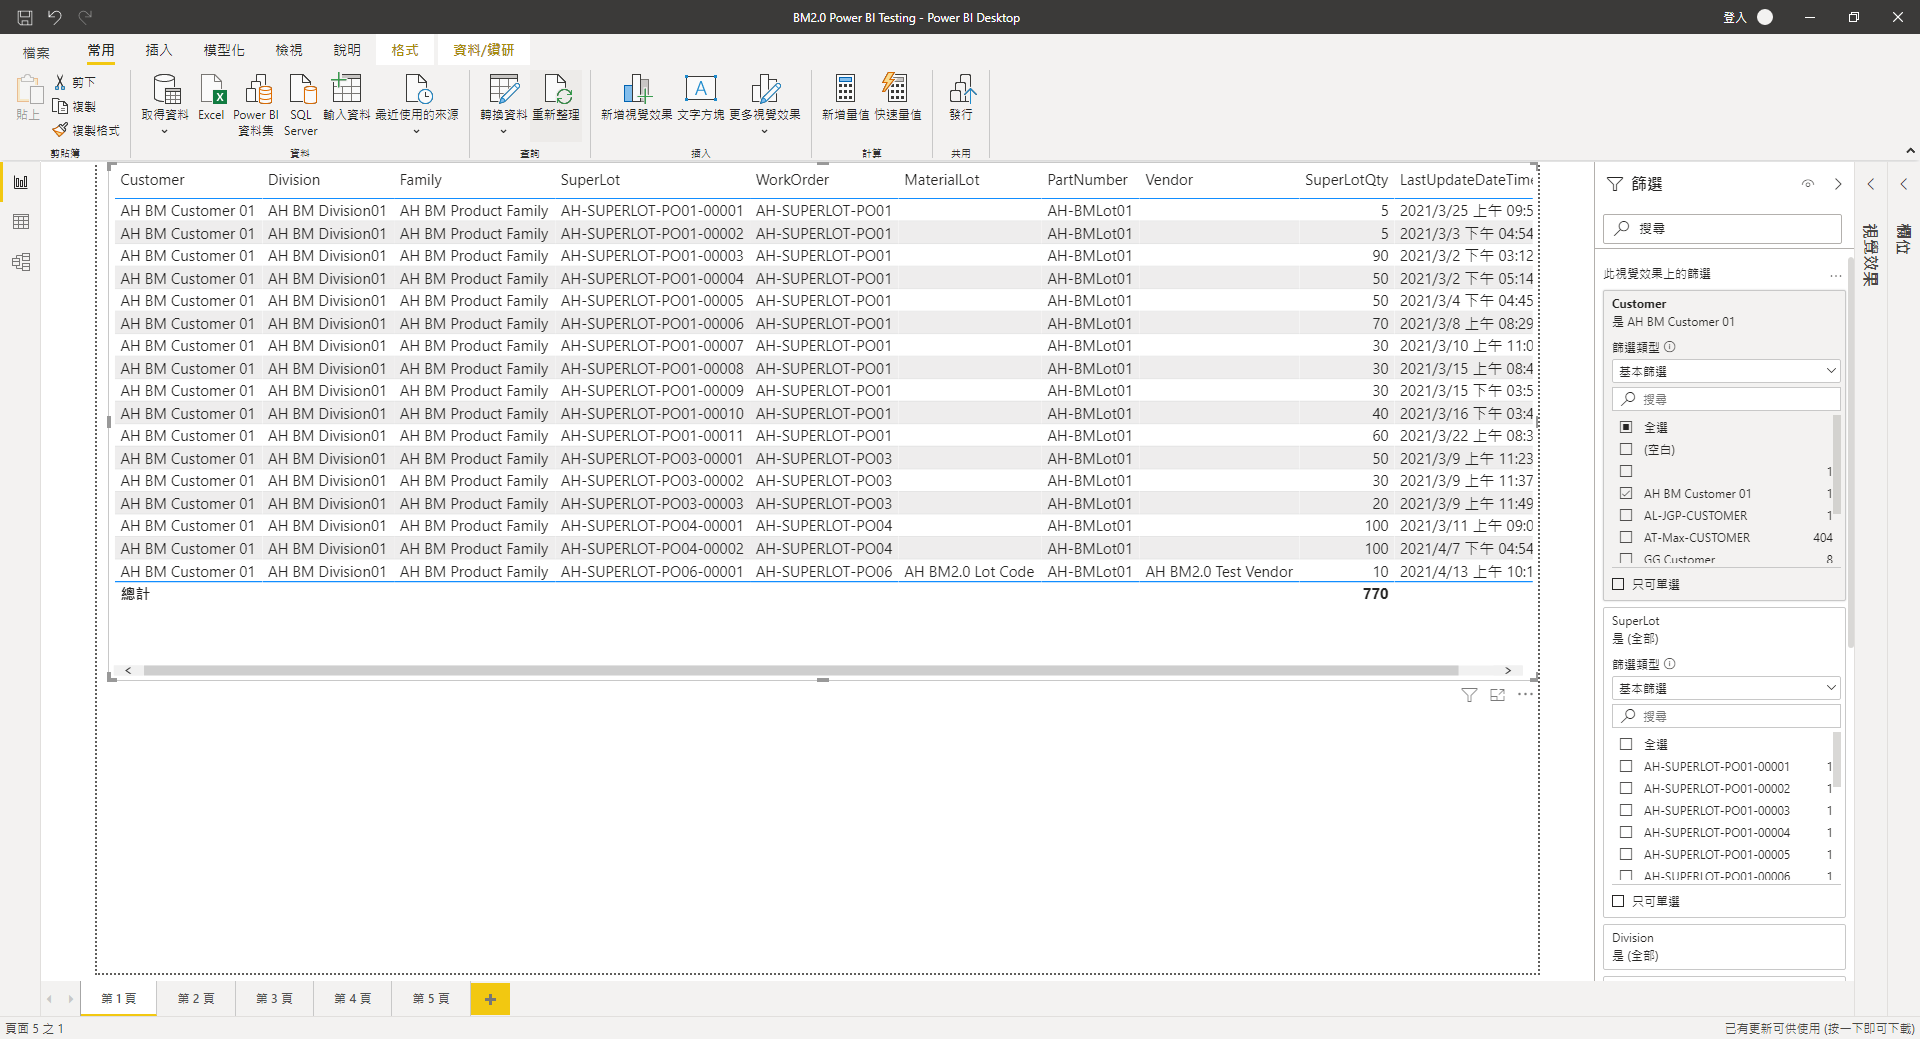 BM2.0 Power BI Testing - Power BI Desktop
登入
檔案 常用 插入 模型化 檢視 說明 格式 資料/鑽研
貼上
剪下
複製
複製格式
剪貼簿
取得資料
Excel
Power BI
資料集
SQL
Server
輸入資料
最近使用的來源
資料
轉換資料
重新整理
查詢
新增視覺效果
文字方塊
更多視覺效果
插入
新增量值
快速量值
計算
發行
共用
Customer Division Family SuperLot WorkOrder MaterialLot PartNumber Vendor SuperLotQty LastUpdateDateTime
AH BM Customer 01 AH BM Division01 AH BM Product Family AH-SUPERLOT-PO01-00001 AH-SUPERLOT-PO01 AH-BMLot01 5 2021/3/25 上午 09:5
AH BM Customer 01 AH BM Division01 AH BM Product Family AH-SUPERLOT-PO01-00002 AH-SUPERLOT-PO01 AH-BMLot01 5 2021/3/3 下午 04:54
AH BM Customer 01 AH BM Division01 AH BM Product Family AH-SUPERLOT-PO01-00003 AH-SUPERLOT-PO01 AH-BMLot01 90 2021/3/2 下午 03:12
AH BM Customer 01 AH BM Division01 AH BM Product Family AH-SUPERLOT-PO01-00004 AH-SUPERLOT-PO01 AH-BMLot01 50 2021/3/2 下午 05:14
AH BM Customer 01 AH BM Division01 AH BM Product Family AH-SUPERLOT-PO01-00005 AH-SUPERLOT-PO01 AH-BMLot01 50 2021/3/4 下午 04:45
AH BM Customer 01 AH BM Division01 AH BM Product Family AH-SUPERLOT-PO01-00006 AH-SUPERLOT-PO01 AH-BMLot01 70 2021/3/8 上午 08:29
AH BM Customer 01 AH BM Division01 AH BM Product Family AH-SUPERLOT-PO01-00007 AH-SUPERLOT-PO01 AH-BMLot01 30 2021/3/10 上午 11:0
AH BM Customer 01 AH BM Division01 AH BM Product Family AH-SUPERLOT-PO01-00008 AH-SUPERLOT-PO01 AH-BMLot01 30 2021/3/15 上午 08:4
AH BM Customer 01 AH BM Division01 AH BM Product Family AH-SUPERLOT-PO01-00009 AH-SUPERLOT-PO01 AH-BMLot01 30 2021/3/15 下午 03:5
AH BM Customer 01 AH BM Division01 AH BM Product Family AH-SUPERLOT-PO01-00010 AH-SUPERLOT-PO01 AH-BMLot01 40 2021/3/16 下午 03:4
AH BM Customer 01 AH BM Division01 AH BM Product Family AH-SUPERLOT-PO01-00011 AH-SUPERLOT-PO01 AH-BMLot01 60 2021/3/22 上午 08:3
AH BM Customer 01 AH BM Division01 AH BM Product Family AH-SUPERLOT-PO03-00001 AH-SUPERLOT-PO03 AH-BMLot01 50 2021/3/9 上午 11:23
AH BM Customer 01 AH BM Division01 AH BM Product Family AH-SUPERLOT-PO03-00002 AH-SUPERLOT-PO03 AH-BMLot01 30 2021/3/9 上午 11:37
AH BM Customer 01 AH BM Division01 AH BM Product Family AH-SUPERLOT-PO03-00003 AH-SUPERLOT-PO03 AH-BMLot01 20 2021/3/9 上午 11:49
AH BM Customer 01 AH BM Division01 AH BM Product Family AH-SUPERLOT-PO04-00001 AH-SUPERLOT-PO04 AH-BMLot01 100 2021/3/11 上午 09:0
AH BM Customer 01 AH BM Division01 AH BM Product Family AH-SUPERLOT-PO04-00002 AH-SUPERLOT-PO04 AH-BMLot01 100 2021/4/7 下午 04:54
AH BM Customer 01 AH BM Division01 AH BM Product Family AH-SUPERLOT-PO06-00001 AH-SUPERLOT-PO06 AH BM2.0 Lot Code AH-BMLot01 AH BM2.0 Test Vendor 10 2021/4/13 上午 10:1
總計 770
篩選
搜尋
此視覺效果上的篩選 ...
Customer
是 AH BM Customer 01
篩選類型
基本篩選
搜尋
全選
(空白)
1
AH BM Customer 01 1
AL-JGP-CUSTOMER 1
AT-Max-CUSTOMER 404
GG Customer 8
只可單選
SuperLot
是 (全部)
篩選類型
基本篩選
搜尋
全選
AH-SUPERLOT-PO01-00001 1
AH-SUPERLOT-PO01-00002 1
AH-SUPERLOT-PO01-00003 1
AH-SUPERLOT-PO01-00004 1
AH-SUPERLOT-PO01-00005 1
AH-SUPERLOT-PO01-00006 1
只可單選
Division
是 (全部)
視覺效果
欄位
第 1 頁 第 2 頁 第 3 頁 第 4 頁 第 5 頁
頁面 5 之 1
已有更新可供使用 (按一下即可下載)